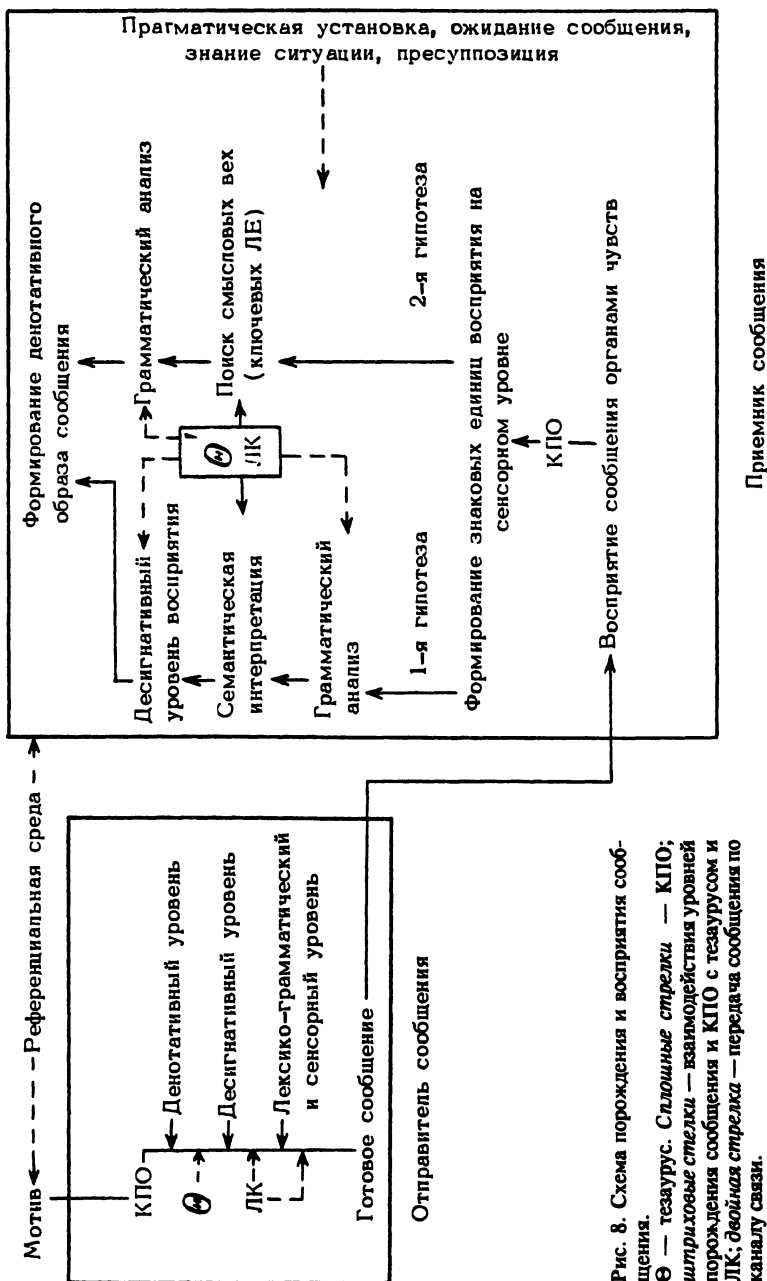 Мотив
Референциальная среда
КПО
Денотативный уровень
Θ
Десигнативный уровень
ЛК
Лексико-грамматический
и сенсорный уровень
Готовое сообщение
Отправитель сообщения
Формирование денотативного
образа сообщения
Десигнативный
уровень восприятия
Семантическая
интерпретация
Грамматический
анализ
1-я гипотеза
Θ'
ЛК
Грамматический анализ
Поиск смысловых вех
(ключевых ЛЕ)
2-я гипотеза
Формирование знаковых единиц восприятия на
сенсорном уровне
КПО
Восприятие сообщения органами чувств
Прагматическая установка, ожидание сообщения,
знание ситуации, пресуппозиция
Приемник сообщения
Рис. 8. Схема порождения и восприятия сооб-
щения.
Θ — тезаурус. Сплошные стрелки — КПО;
штриховые стелки — взаимодействия уровней
порождения сообщения и КПО с тезаурусом и
ЛК; двойная стрелка — передача сообщения по
каналу связи.